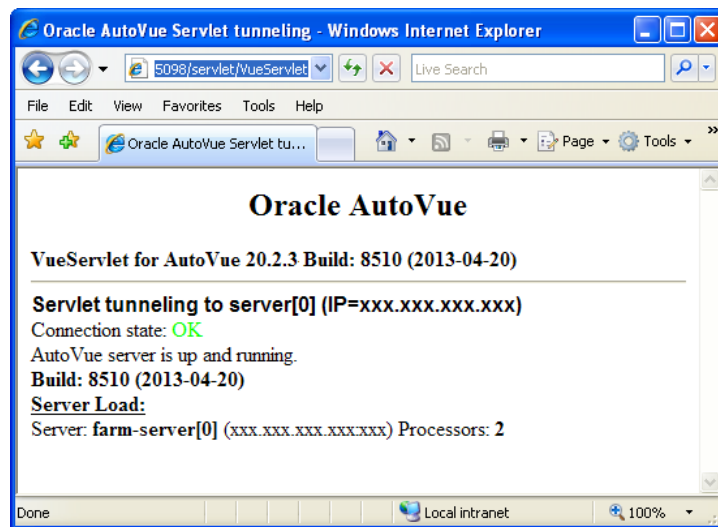 Oracle AutoVue Servlet tunneling - Windows Internet Explorer
5098/servlet/VueServlet Live Search
File Edit View Favorites Tools Help
Oracle AutoVue Servlet tu... Page Tools »
Oracle AutoVue
VueServlet for AutoVue 20.2.3 Build: 8510 (2013-04-20)
Servlet tunneling to server[0] (IP=xxx.xxx.xxx.xxx)
Connection state: OK
AutoVue server is up and running.
Build: 8510 (2013-04-20)
Server Load:
Server: farm-server[0] (xxx.xxx.xxx.xxx:xxx) Processors: 2
Done Local intranet 100%